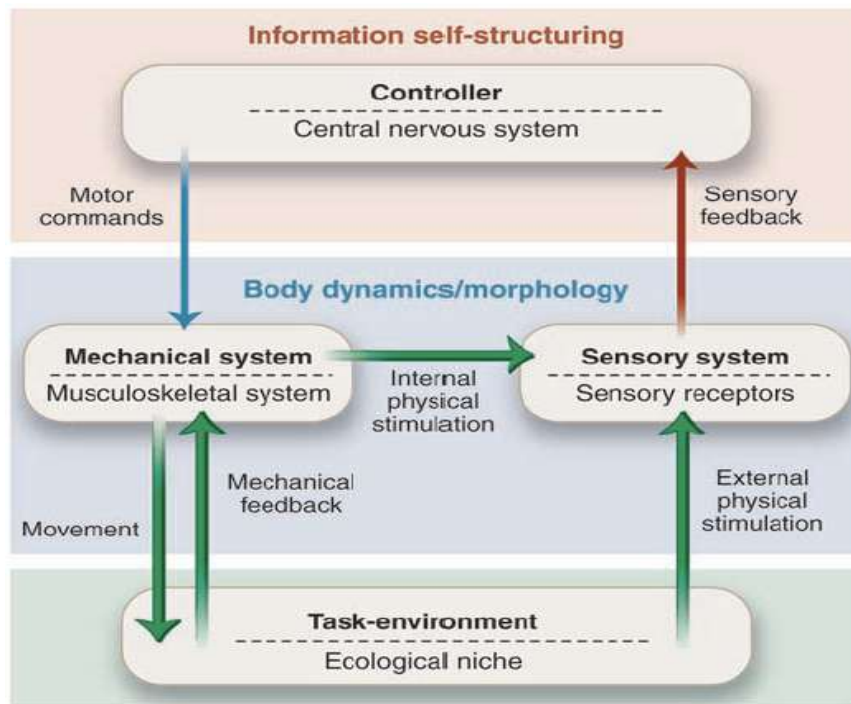 Information self-structuring
Controller
Central nervous system
Motor
commands
Sensory
feedback
Body dynamics/morphology
Mechanical system
Musculoskeletal system
Internal
physical
stimulation
Sensory system
Sensory receptors
Movement
Mechanical
feedback
External
physical
stimulation
Task-environment
Ecological niche